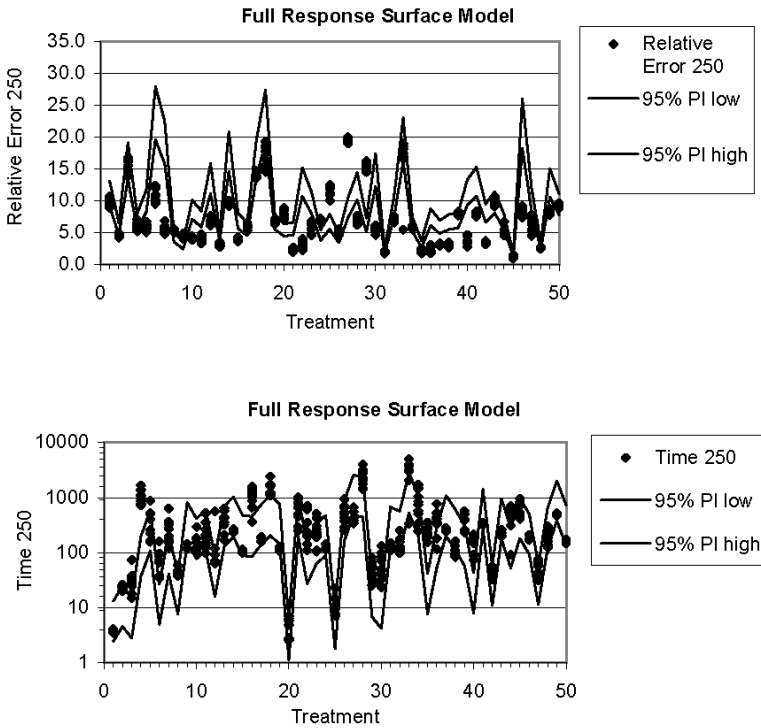 Full Response Surface Model
35.0
30.0
25.0
20.0
15.0
10.0
5.0
0.0
Relative Error 250
0 10 20 30 40 50
Treatment
Relative
Error 250
95% PI low
95% PI high
Full Response Surface Model
10000
1000
100
10
1
Time 250
0 10 20 30 40 50
Treatment
Time 250
95% PI low
95% PI high